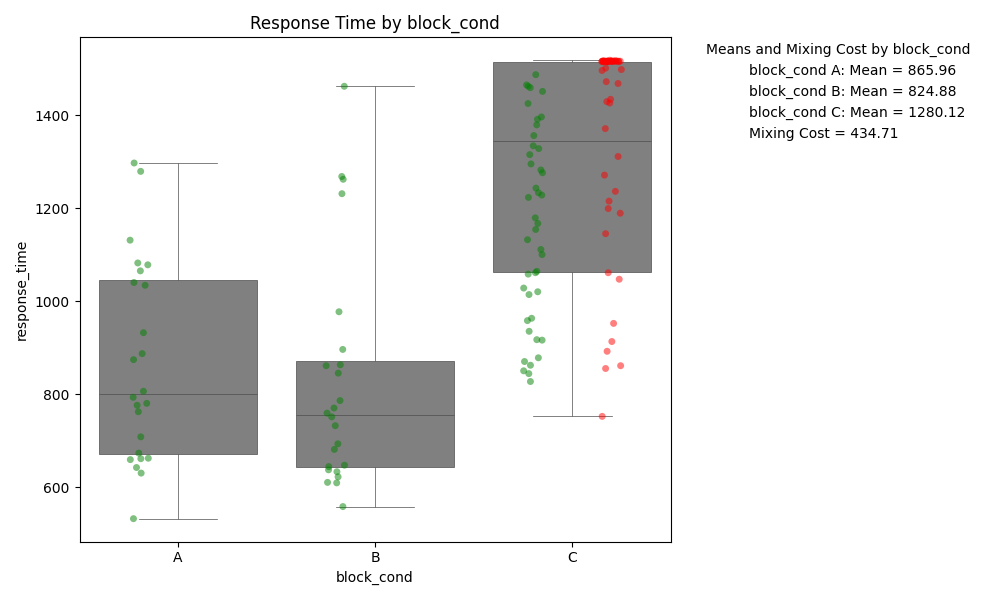 Response Time by block_cond
Means and Mixing Cost by block_cond
block_cond A: Mean = 865.96
block_cond B: Mean = 824.88
block_cond C: Mean = 1280.12
Mixing Cost = 434.71
response_time
1400
1200
1000
800
600
A
B
C
block_cond